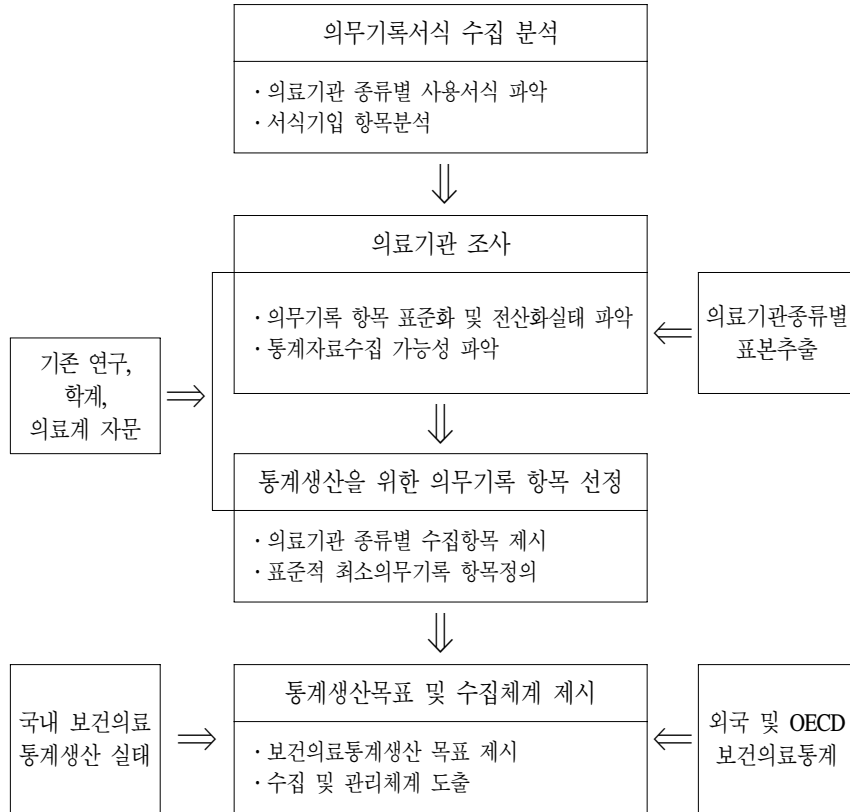 의무기록서식 수집 분석
· 의료기관 종류별 사용서식 파악
· 서식기입 항목분석
⇓
의료기관 조사
· 의무기록 항목 표준화 및 전산화실태 파악
· 통계자료수집 가능성 파악
⇐
의료기관종류별
표본추출
기존 연구,
학계,
의료계 자문
⇒
⇓
통계생산을 위한 의무기록 항목 선정
· 의료기관 종류별 수집항목 제시
· 표준적 최소의무기록 항목정의
⇓
국내 보건의료
통계생산 실태
⇒
통계생산목표 및 수집체계 제시
· 보건의료통계생산 목표 제시
· 수집 및 관리체계 도출
⇐
외국 및 OECD
보건의료통계